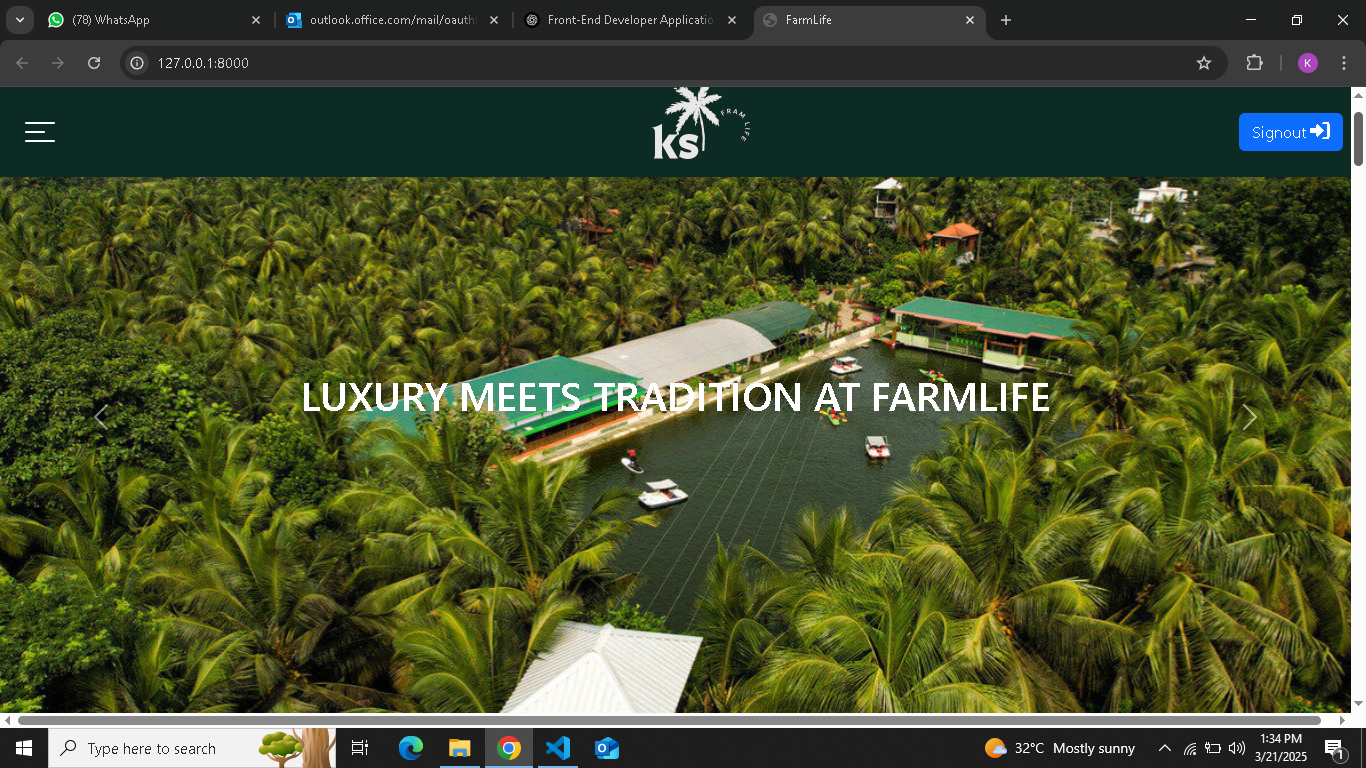 (78) WhatsApp
outlook.office.com/mail/oauth
Front-End Developer Applicatio
FarmLife
127.0.0.1:8000
K
ks
FRAM LIFE
Signout
LUXURY MEETS TRADITION AT FARMLIFE
Type here to search
32°C Mostly sunny
1:34 PM
3/21/2025
1